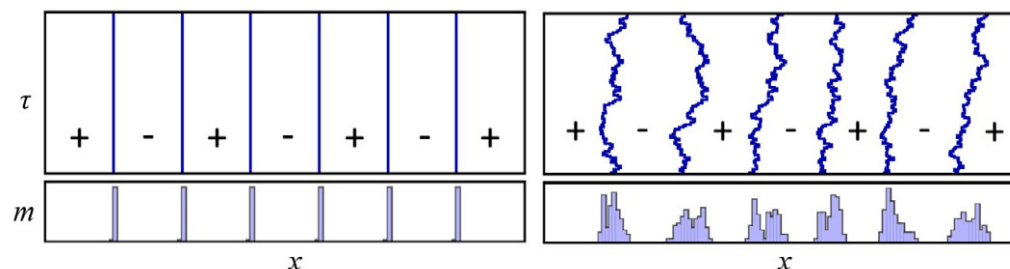 τ
+ - + - + - +
+ - + - + - +
m
x
x